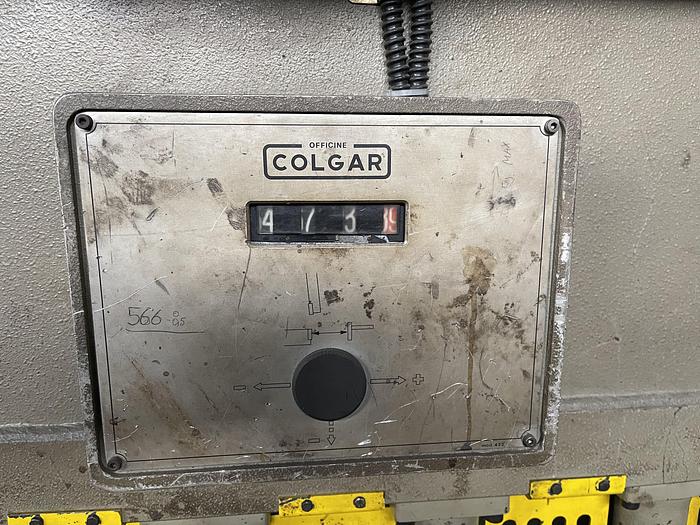 OFFICINE
COLGAR
4 7 3
566
- +
-